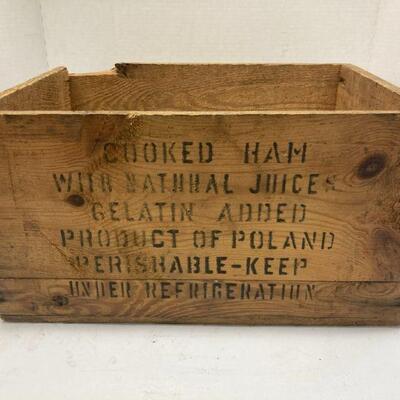 COOKED HAM
WITH NATURAL JUICES
GELATIN ADDED
PRODUCT OF POLAND
PERISHABLE-KEEP
UNDER REFRIGERATION